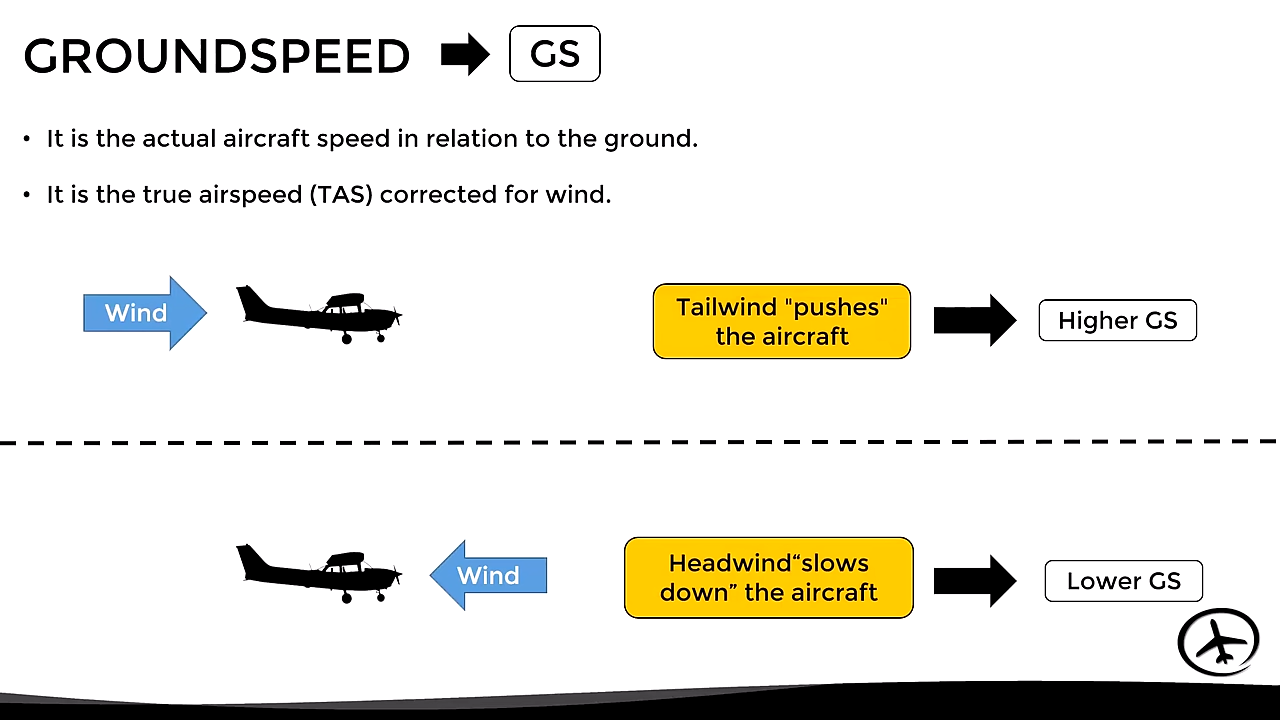 GROUNDSPEED GS
• It is the actual aircraft speed in relation to the ground.
• It is the true airspeed (TAS) corrected for wind.
Wind
Tailwind "pushes"
the aircraft
Higher GS
Wind
Headwind“slows
down” the aircraft
Lower GS